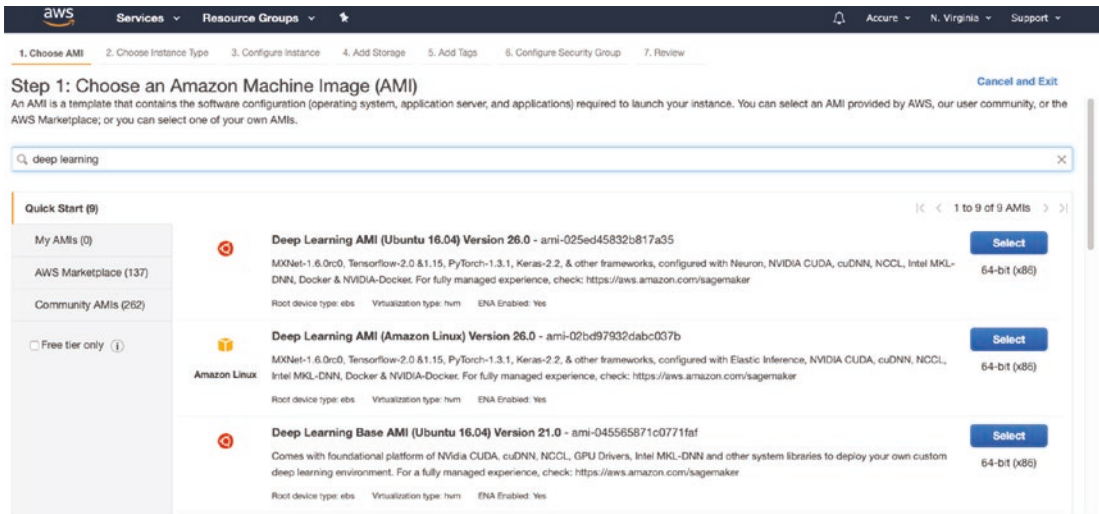 aws Services Resource Groups Accure N. Virginia Support
1. Choose AMI 2. Choose Instance Type 3. Configure Instance 4. Add Storage 5. Add Tags 6. Configure Security Group 7. Review
Step 1: Choose an Amazon Machine Image (AMI)
Cancel and Exit
An AMI is a template that contains the software configuration (operating system, application server, and applications) required to launch your instance. You can select an AMI provided by AWS, our user community, or the
AWS Marketplace; or you can select one of your own AMIs.
deep learning
Quick Start (9)
1 to 9 of 9 AMIs
My AMIs (0)
AWS Marketplace (137)
Community AMIs (262)
Free tier only
Deep Learning AMI (Ubuntu 16.04) Version 26.0 - ami-025ed45832b817a35
Select
MXNet-1.6.0rc0, Tensorflow-2.0 &1.15, PyTorch-1.3.1, Keras-2.2, & other frameworks, configured with Neuron, NVIDIA CUDA, cuDNN, NCCL, Intel MKL-
DNN, Docker & NVIDIA-Docker. For fully managed experience, check: https://aws.amazon.com/sagemaker
64-bit (x86)
Root device type: ebs Virtualization type: hvm ENA Enabled: Yes
Amazon Linux
Deep Learning AMI (Amazon Linux) Version 26.0 - ami-02bd97932dabc037b
Select
MXNet-1.6.0rc0, Tensorflow-2.0 &1.15, PyTorch-1.3.1, Keras-2.2, & other frameworks, configured with Elastic Inference, NVIDIA CUDA, cuDNN, NCCL,
Intel MKL-DNN, Docker & NVIDIA-Docker. For fully managed experience, check: https://aws.amazon.com/sagemaker
64-bit (x86)
Root device type: ebs Virtualization type: hvm ENA Enabled: Yes
Deep Learning Base AMI (Ubuntu 16.04) Version 21.0 - ami-045565871c0771faf
Select
Comes with foundational platform of NVidia CUDA, cuDNN, NCCL, GPU Drivers, Intel MKL-DNN and other system libraries to deploy your own custom
deep learning environment. For a fully managed experience, check: https://aws.amazon.com/sagemaker
64-bit (x86)
Root device type: ebs Virtualization type: hvm ENA Enabled: Yes